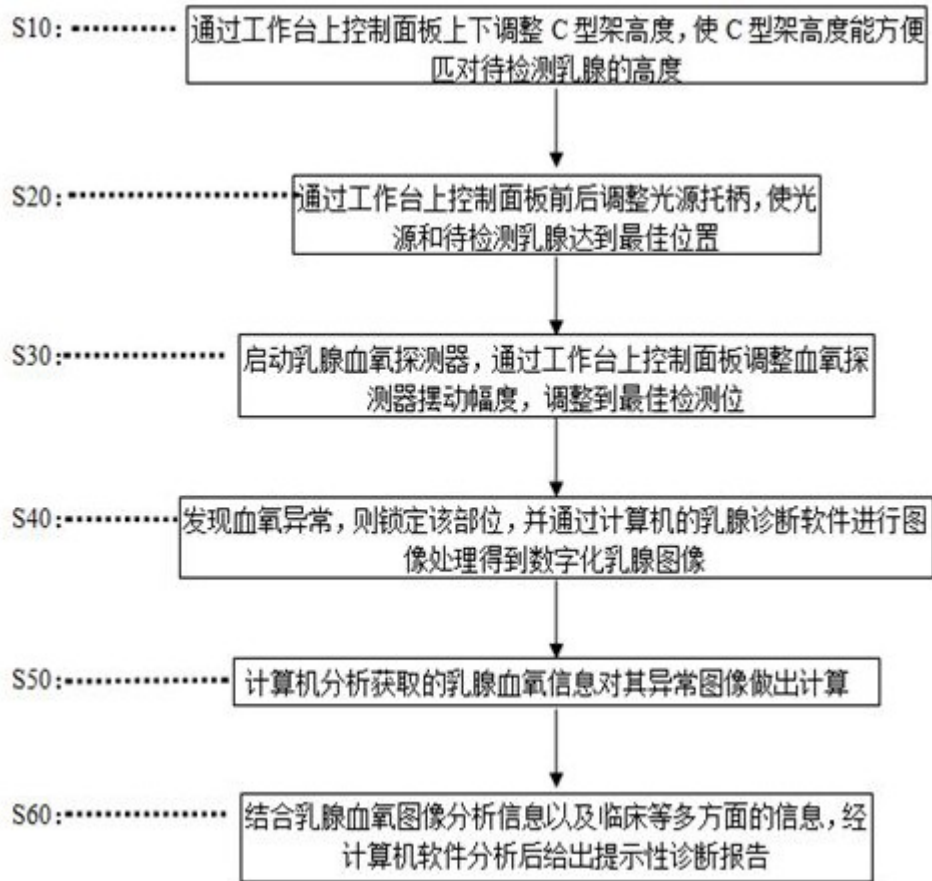 S10: 通过工作台上控制面板上下调整 C 型架高度，使 C 型架高度能方便
匹对待检测乳腺的高度
S20: 通过工作台上控制面板前后调整光源托柄，使光
源和待检测乳腺达到最佳位置
S30: 启动乳腺血氧探测器，通过工作台上控制面板调整血氧探
测器摆动幅度，调整到最佳检测位
S40: 发现血氧异常，则锁定该部位，并通过计算机的乳腺诊断软件进行图
像处理得到数字化乳腺图像
S50: 计算机分析获取的乳腺血氧信息对其异常图像做出计算
S60: 结合乳腺血氧图像分析信息以及临床等多方面的信息，经
计算机软件分析后给出提示性诊断报告